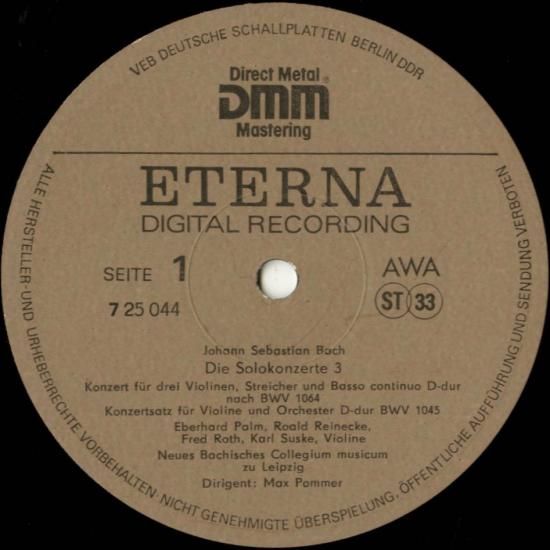 VEB DEUTSCHE SCHALLPLATTEN BERLIN DDR
Direct Metal ®
DMM
Mastering
ETERNA
DIGITAL RECORDING
SEITE 1
AWA
7 25 044
ST 33
Johann Sebastian Bach
Die Solokonzerte 3
Konzert für drei Violinen, Streicher und Basso continuo D-dur
nach BWV 1064
Konzertsatz für Violine und Orchester D-dur BWV 1045
Eberhard Palm, Roald Reinecke,
Fred Roth, Karl Suske, Violine
Neues Bachisches Collegium musicum
zu Leipzig
Dirigent: Max Pommer
ALLE HERSTELLER- UND URHEBERRECHTE VORBEHALTEN · NICHT GENEHMIGTE ÜBERSPIELUNG, ÖFFENTLICHE AUFFÜHRUNG UND SENDUNG VERBOTEN